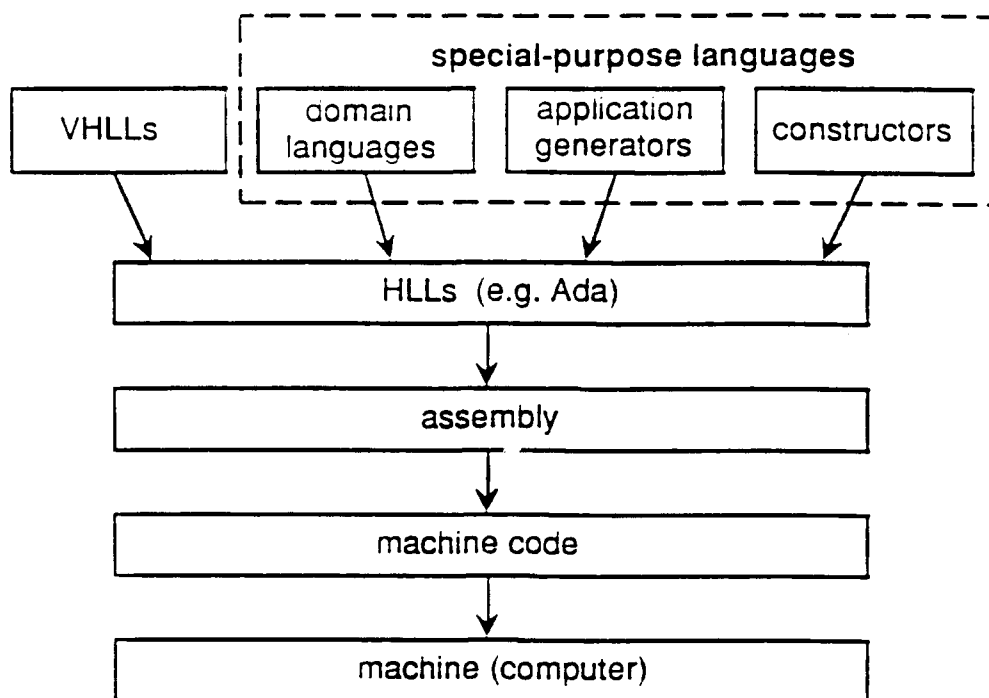 special-purpose languages
VHLLs
domain
languages
application
generators
constructors
HLLs (e.g. Ada)
assembly
machine code
machine (computer)